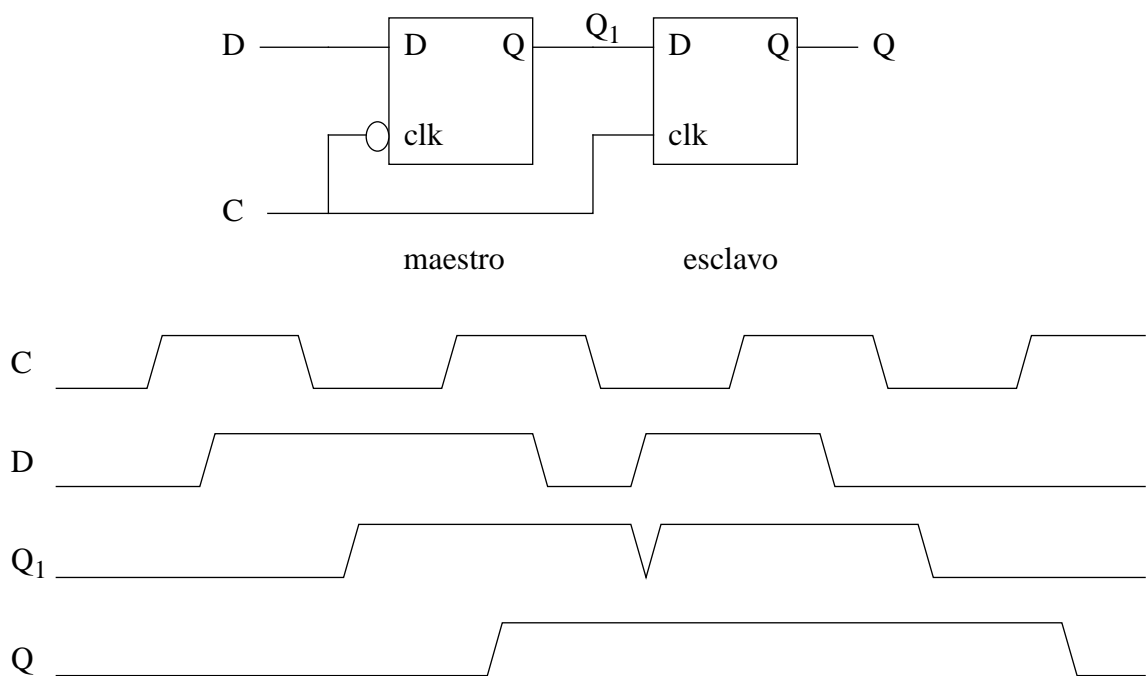 D D Q Q₁ D Q Q
clk clk
C
maestro esclavo
C
D
Q₁
Q